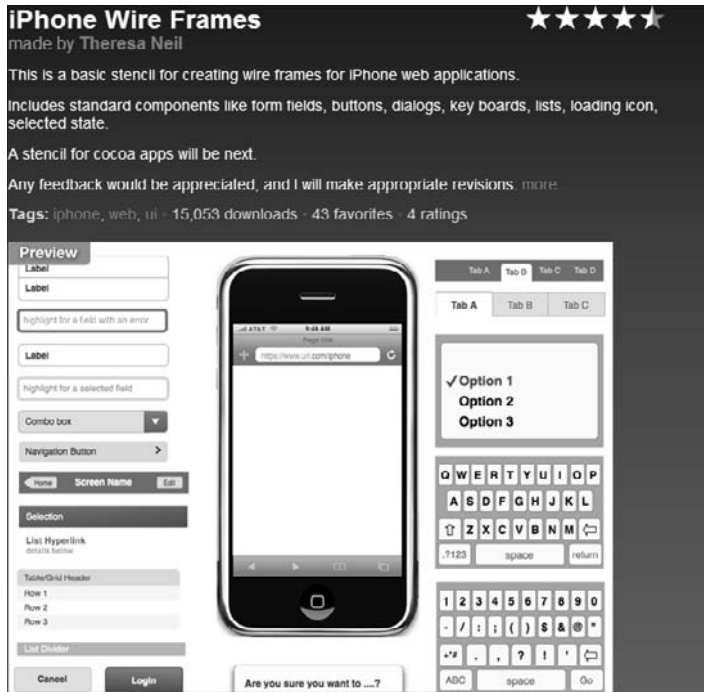 iPhone Wire Frames
made by Theresa Neil
This is a basic stencil for creating wire frames for iPhone web applications.
Includes standard components like form fields, buttons, dialogs, key boards, lists, loading icon,
selected state.
A stencil for cocoa apps will be next.
Any feedback would be appreciated, and I will make appropriate revisions. more...
Tags: iphone, web, ui • 15,053 downloads • 43 favorites • 4 ratings
Preview
Label
Label
highlight for a field with an error
Label
highlight for a selected field
Combo box
Navigation Button
Home Screen Name Edit
Selection
List Hyperlink
details below
Table/Grid Header
Row 1
Row 2
Row 3
List Divider
Cancel Login
AT&T 9:48 AM
Page title
https://www.url.com/iphone
Are you sure you want to ....?
Tab A Tab B Tab C Tab D
Tab A Tab B Tab C
✓Option 1
Option 2
Option 3
Q W E R T Y U I O P
A S D F G H J K L
Z X C V B N M
.?123 space return
1 2 3 4 5 6 7 8 9 0
- / : ; ( ) $ & @ "
#+= . , ? ! '
ABC space Go